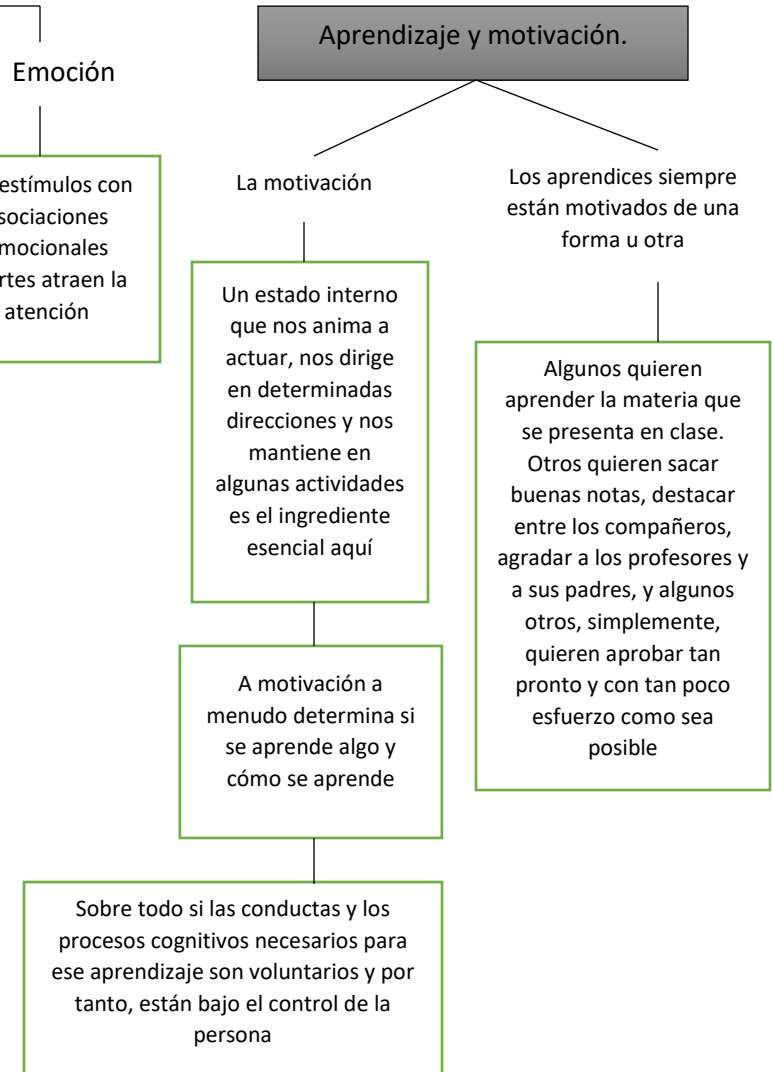 Emoción
estímulos con
atraen la
atención
Aprendizaje y motivación.
La motivación
Un estado interno
que nos anima a
actuar, nos dirige
en determinadas
direcciones y nos
mantiene en
algunas actividades
es el ingrediente
esencial aquí
A motivación a
menudo determina si
se aprende algo y
cómo se aprende
Sobre todo si las conductas y los
procesos cognitivos necesarios para
ese aprendizaje son voluntarios y por
tanto, están bajo el control de la
persona
Los aprendices siempre
están motivados de una
forma u otra
Algunos quieren
aprender la materia que
se presenta en clase.
Otros quieren sacar
buenas notas, destacar
entre los compañeros,
agradar a los profesores y
a sus padres, y algunos
otros, simplemente,
quieren aprobar tan
pronto y con tan poco
esfuerzo como sea
posible